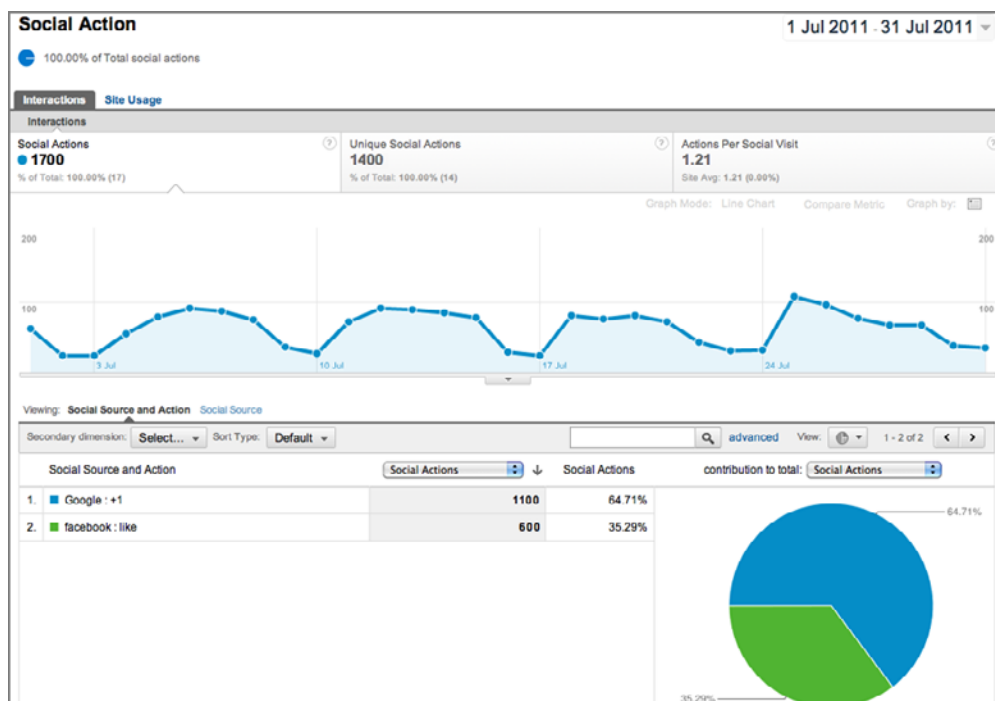 Social Action
1 Jul 2011 - 31 Jul 2011
100.00% of Total social actions
Interactions Site Usage
Interactions
Social Actions ? Unique Social Actions ? Actions Per Social Visit ?
1700 1400 1.21
% of Total: 100.00% (17) % of Total: 100.00% (14) Site Avg: 1.21 (0.00%)
Graph Mode: Line Chart Compare Metric Graph by:
200 200
100 100
3 Jul 10 Jul 17 Jul 24 Jul
Viewing: Social Source and Action Social Source
Secondary dimension: Select... Sort Type: Default advanced View: 1 - 2 of 2
Social Source and Action Social Actions Social Actions contribution to total: Social Actions
1. Google : +1 1100 64.71%
2. facebook : like 600 35.29%
64.71%
35.29%